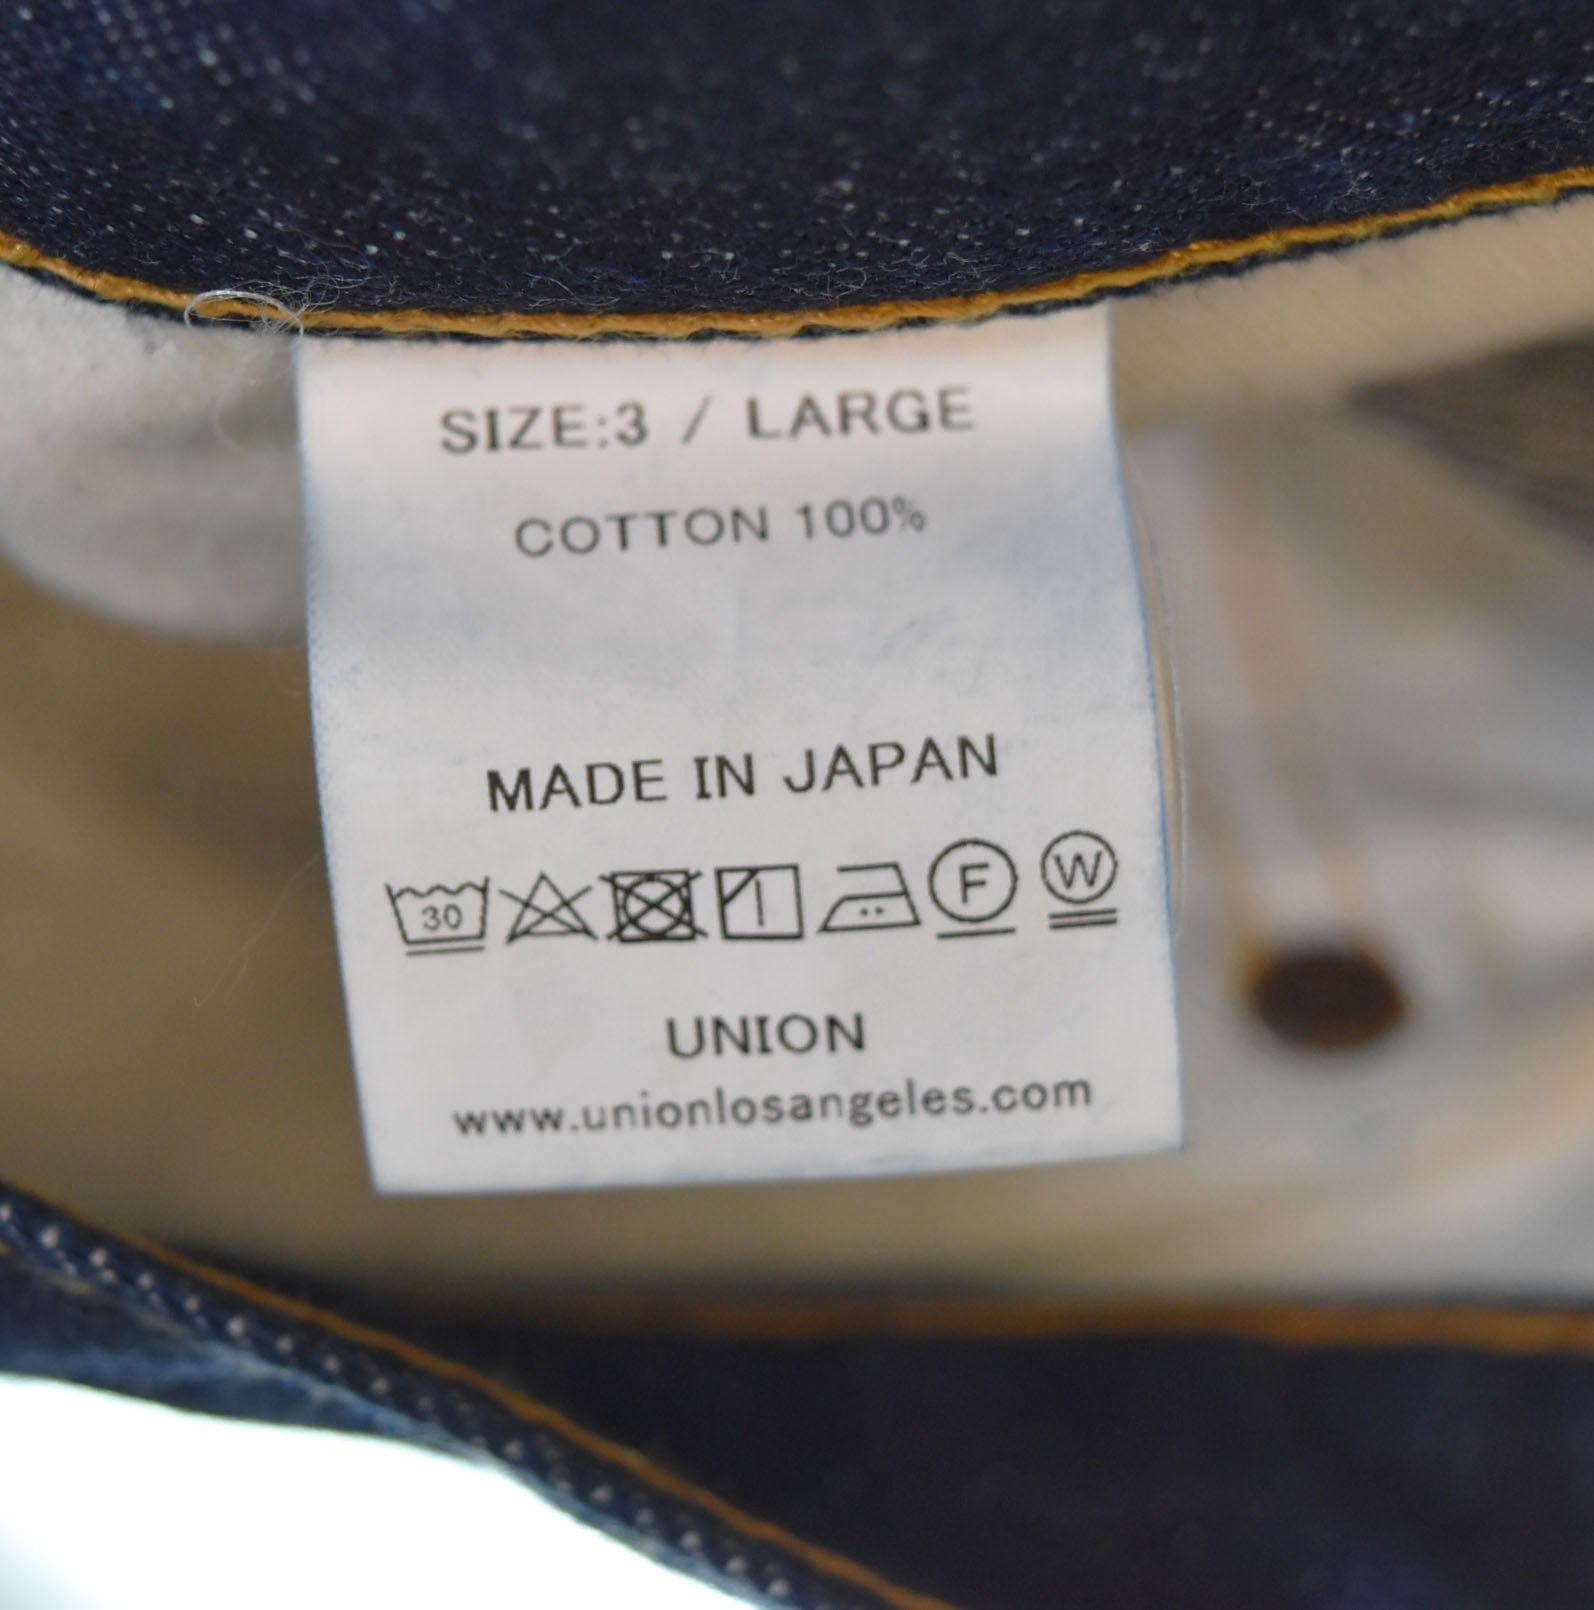 SIZE:3 / LARGE
COTTON 100%
MADE IN JAPAN
30 F W
UNION
www.unionlosangeles.com